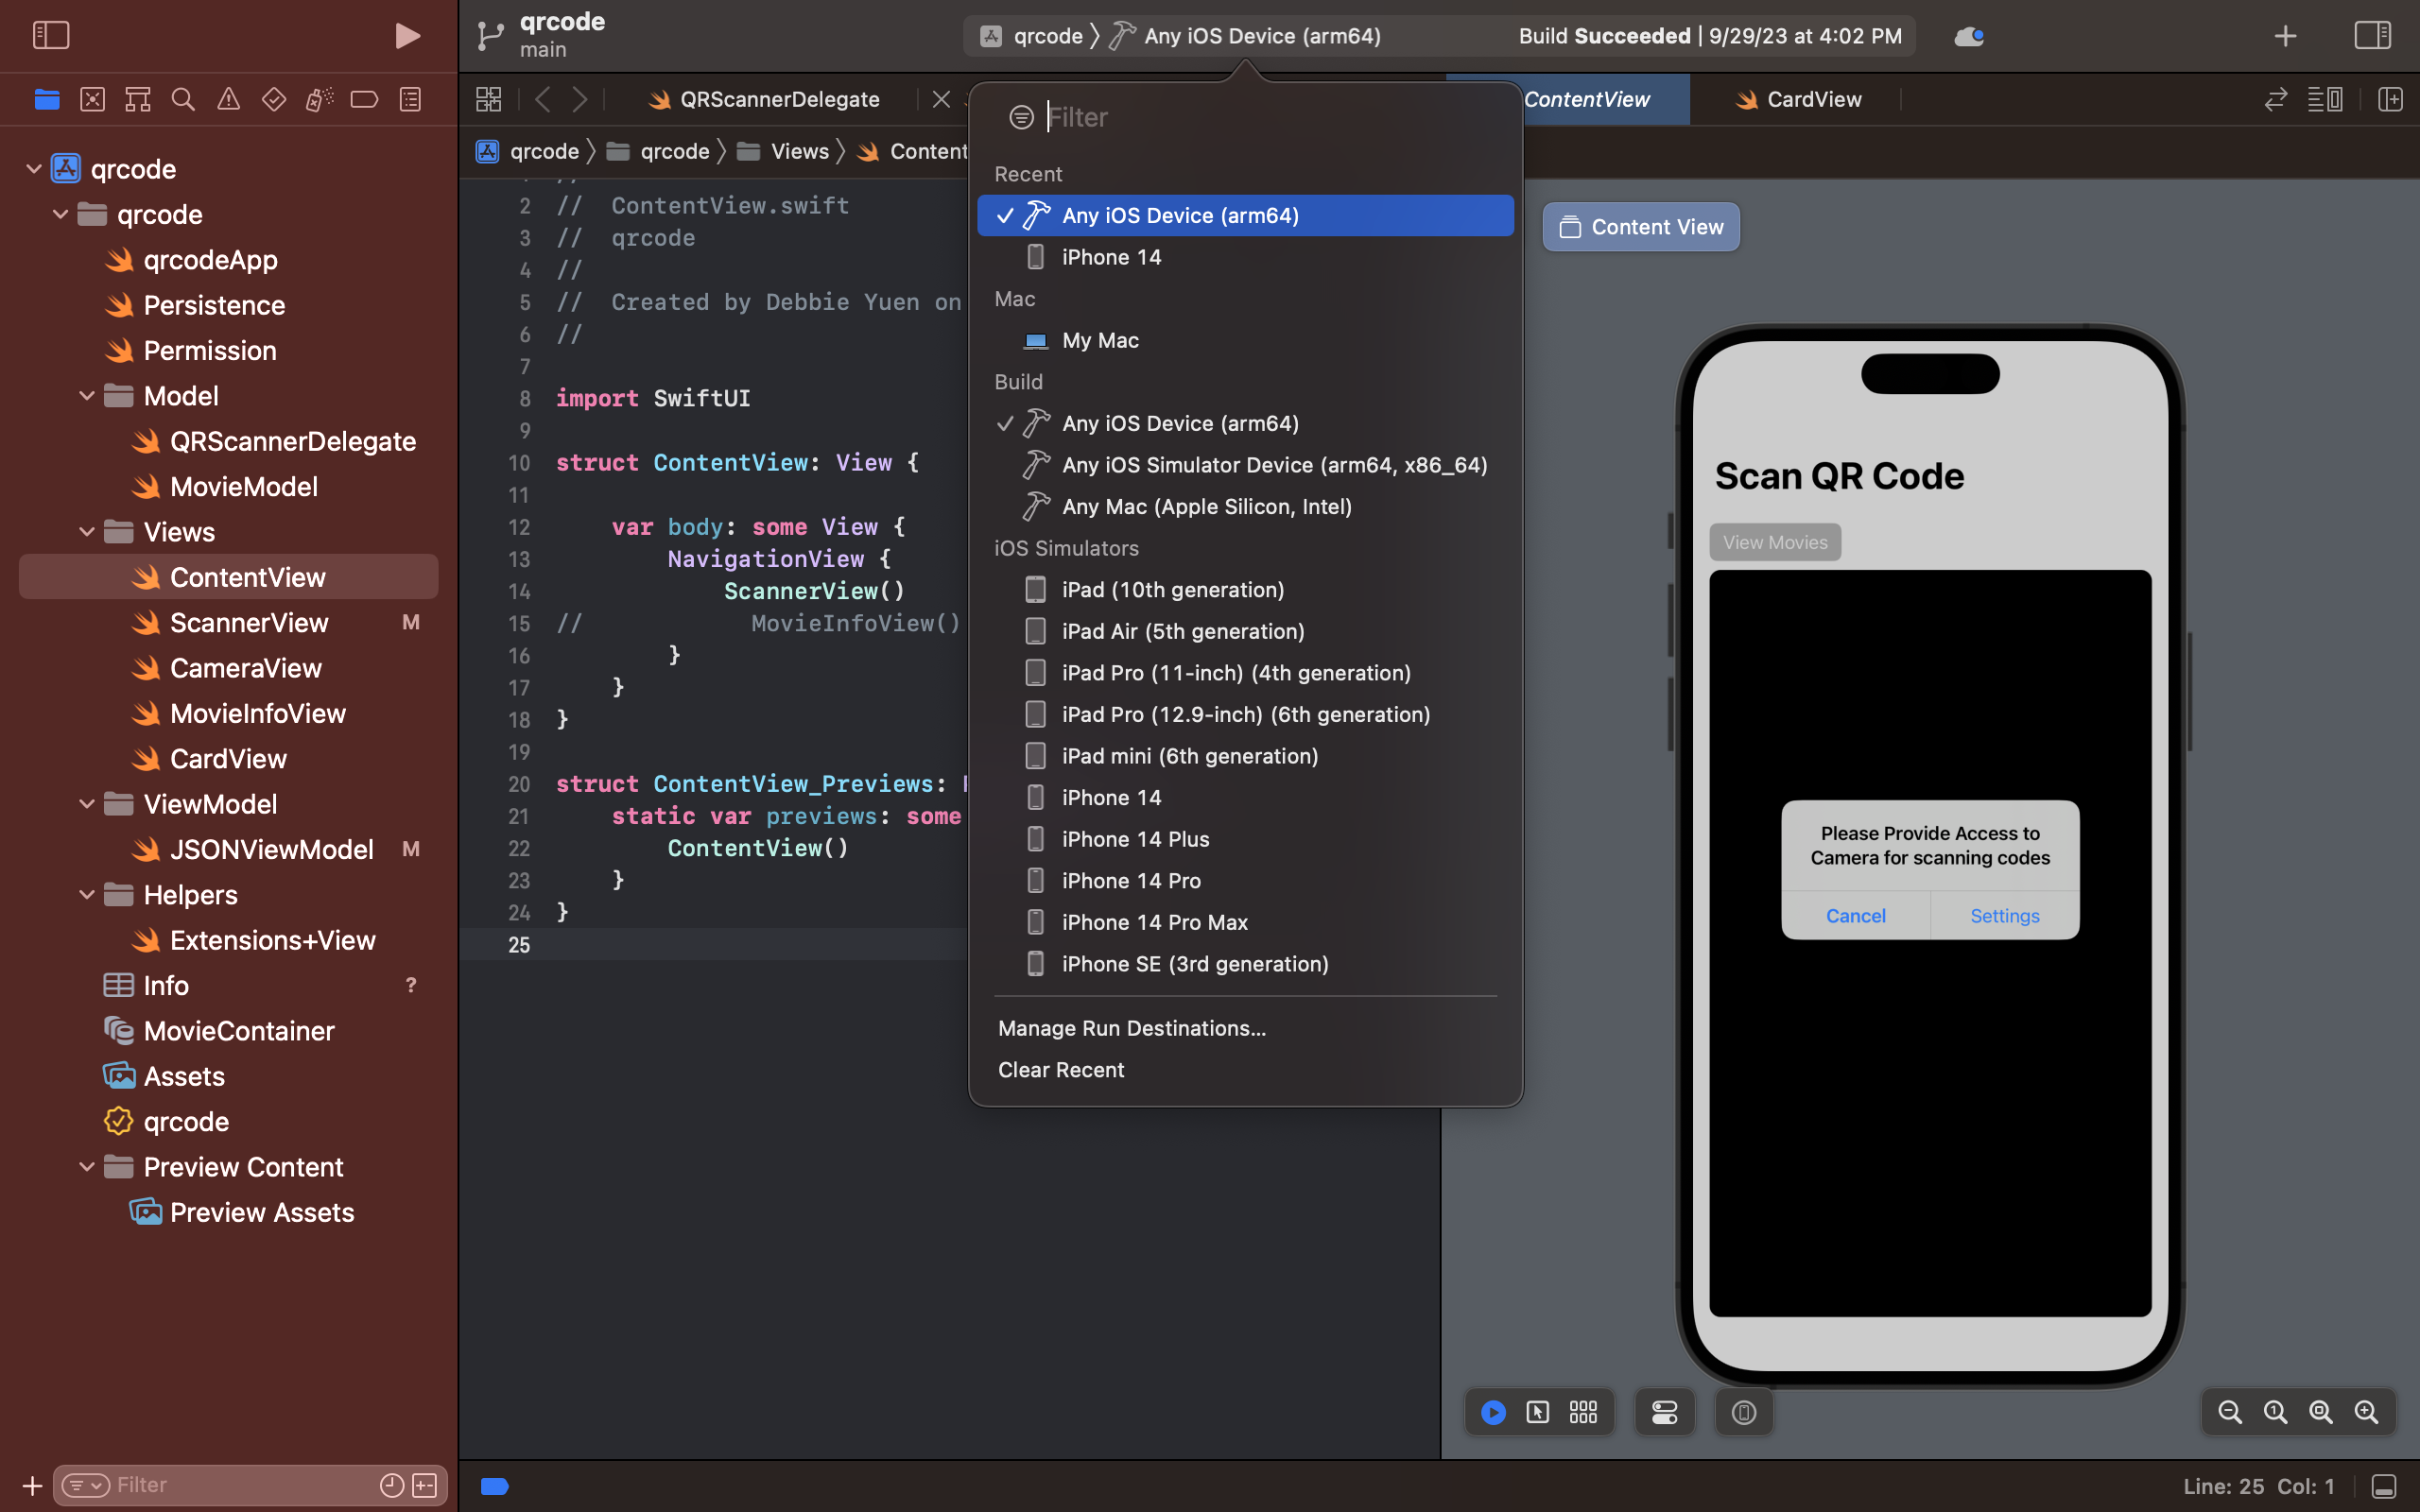 qrcode
main
qrcode
Any iOS Device (arm64)
Build Succeeded | 9/29/23 at 4:02 PM
QRScannerDelegate
ContentView
CardView
qrcode
qrcode
Views
Content
qrcode
qrcode
qrcodeApp
Persistence
Permission
Model
QRScannerDelegate
MovieModel
Views
ContentView
ScannerView M
CameraView
MovieInfoView
CardView
ViewModel
JSONViewModel M
Helpers
Extensions+View
Info ?
MovieContainer
Assets
qrcode
Preview Content
Preview Assets
Filter
2 // ContentView.swift
3 // qrcode
4 //
5 // Created by Debbie Yuen on
6 //
7
8 import SwiftUI
9
10 struct ContentView: View {
11
12 var body: some View {
13 NavigationView {
14 ScannerView()
15 // MovieInfoView()
16 }
17 }
18 }
19
20 struct ContentView_Previews:
21 static var previews: some
22 ContentView()
23 }
24 }
25
Filter
Recent
Any iOS Device (arm64)
iPhone 14
Mac
My Mac
Build
Any iOS Device (arm64)
Any iOS Simulator Device (arm64, x86_64)
Any Mac (Apple Silicon, Intel)
iOS Simulators
iPad (10th generation)
iPad Air (5th generation)
iPad Pro (11-inch) (4th generation)
iPad Pro (12.9-inch) (6th generation)
iPad mini (6th generation)
iPhone 14
iPhone 14 Plus
iPhone 14 Pro
iPhone 14 Pro Max
iPhone SE (3rd generation)
Manage Run Destinations...
Clear Recent
Content View
Scan QR Code
View Movies
Please Provide Access to
Camera for scanning codes
Cancel
Settings
Line: 25 Col: 1